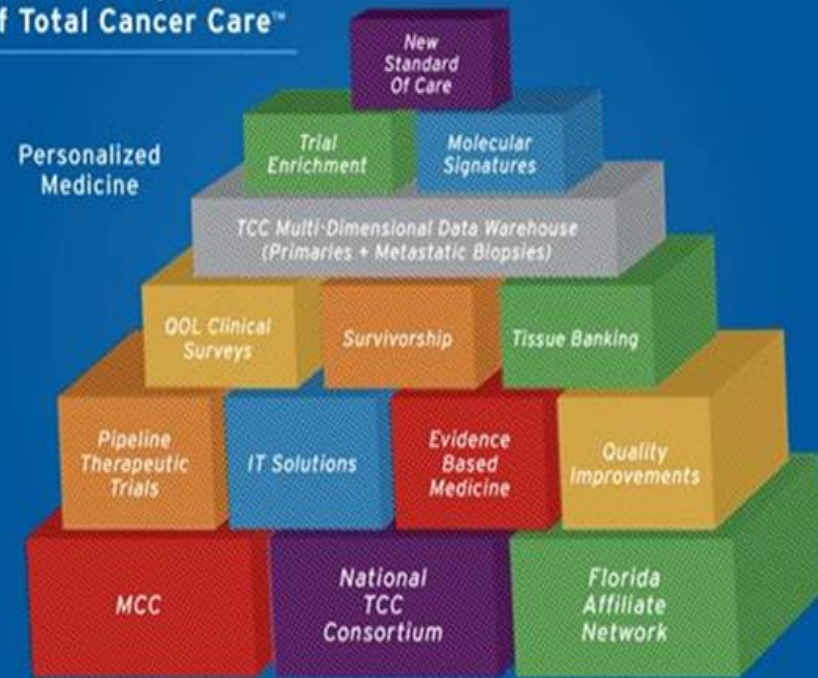 f Total Cancer Care™
New
Standard
Of Care
Personalized
Medicine
Trial
Enrichment
Molecular
Signatures
TCC Multi-Dimensional Data Warehouse
(Primaries + Metastatic Biopsies)
QOL Clinical
Surveys
Survivorship
Tissue Banking
Pipeline
Therapeutic
Trials
IT Solutions
Evidence
Based
Medicine
Quality
Improvements
MCC
National
TCC
Consortium
Florida
Affiliate
Network